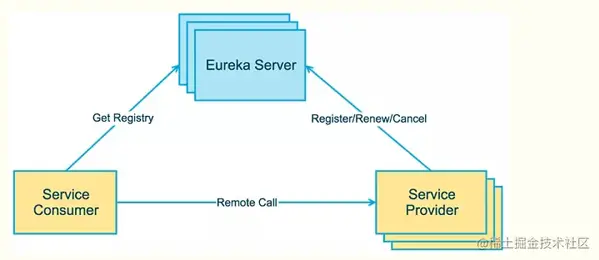 Eureka Server
Get Registry
Register/Renew/Cancel
Service
Consumer
Remote Call
Service
Provider
@稀土掘金技术社区